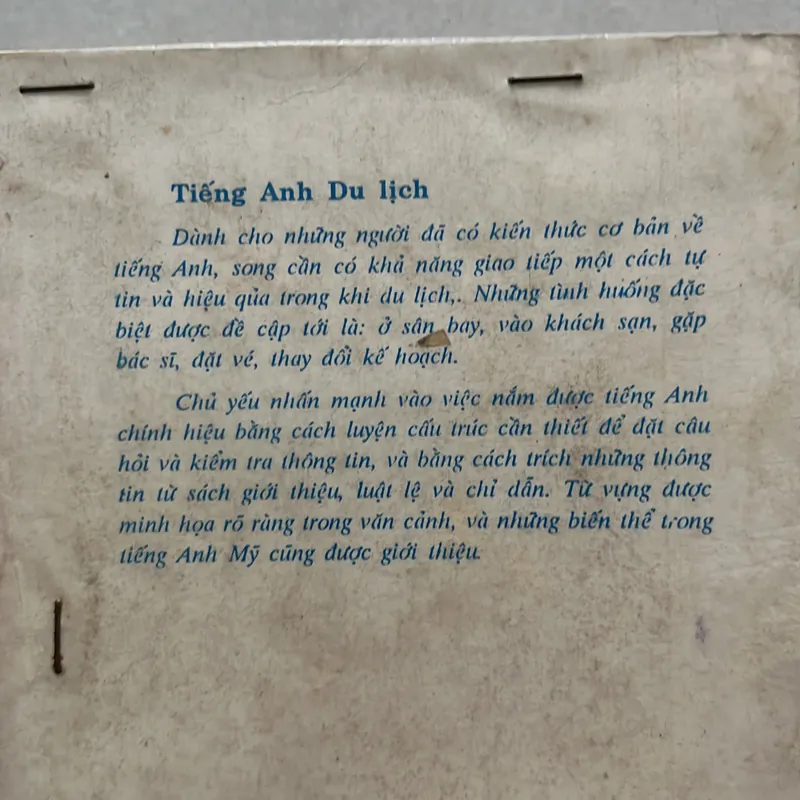 Tiếng Anh Du lịch
Dành cho những người đã có kiến thức cơ bản về
tiếng Anh, song cần có khả năng giao tiếp một cách tự
tin và hiệu qủa trong khi du lịch,. Những tình huống đặc
biệt được đề cập tới là: ở sân bay, vào khách sạn, gặp
bác sĩ, đặt vé, thay đổi kế hoạch.
Chủ yếu nhấn mạnh vào việc nắm được tiếng Anh
chính hiệu bằng cách luyện cấu trúc cần thiết để đặt câu
hỏi và kiểm tra thông tin, và bằng cách trích những thông
tin từ sách giới thiệu, luật lệ và chỉ dẫn. Từ vựng được
minh họa rõ ràng trong văn cảnh, và những biến thể trong
tiếng Anh Mỹ cũng được giới thiệu.